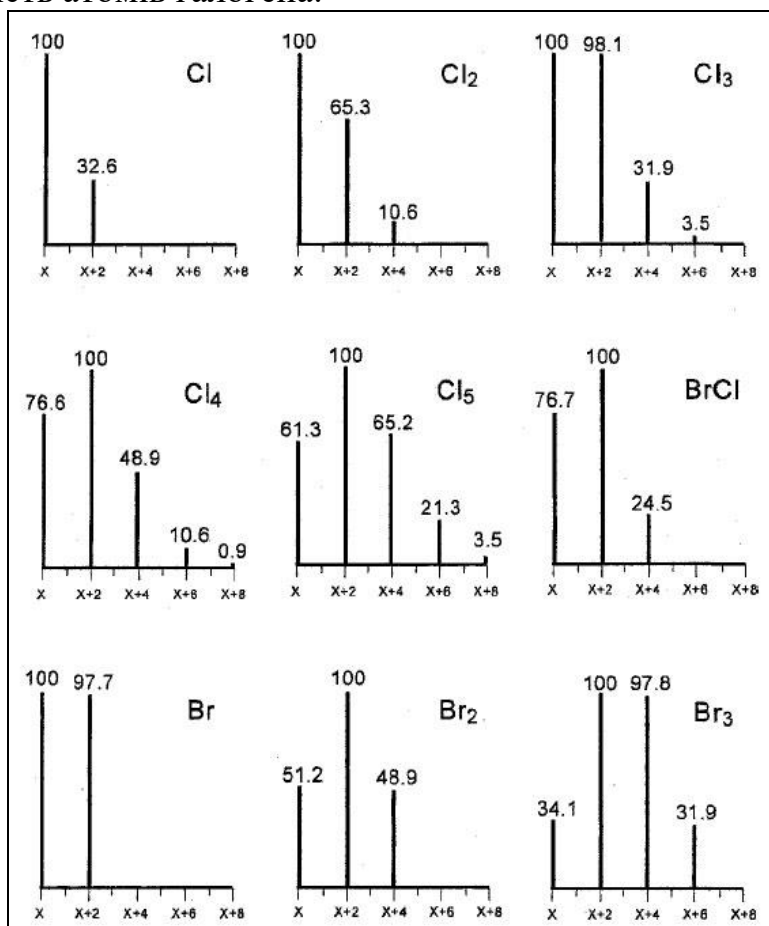 атомів галогена.
100
Cl
32.6
X X+2 X+4 X+6 X+8
100
Cl2
65.3
10.6
X X+2 X+4 X+6 X+8
100 98.1
Cl3
31.9
3.5
X X+2 X+4 X+6 X+8
100
76.6
Cl4
48.9
10.6
0.9
X X+2 X+4 X+6 X+8
100
61.3
Cl5
65.2
21.3
3.5
X X+2 X+4 X+6 X+8
100
76.7
BrCl
24.5
X X+2 X+4 X+6 X+8
100 97.7
Br
X X+2 X+4 X+6 X+8
100
Br2
51.2
48.9
X X+2 X+4 X+6 X+8
100 97.8
Br3
34.1
31.9
X X+2 X+4 X+6 X+8